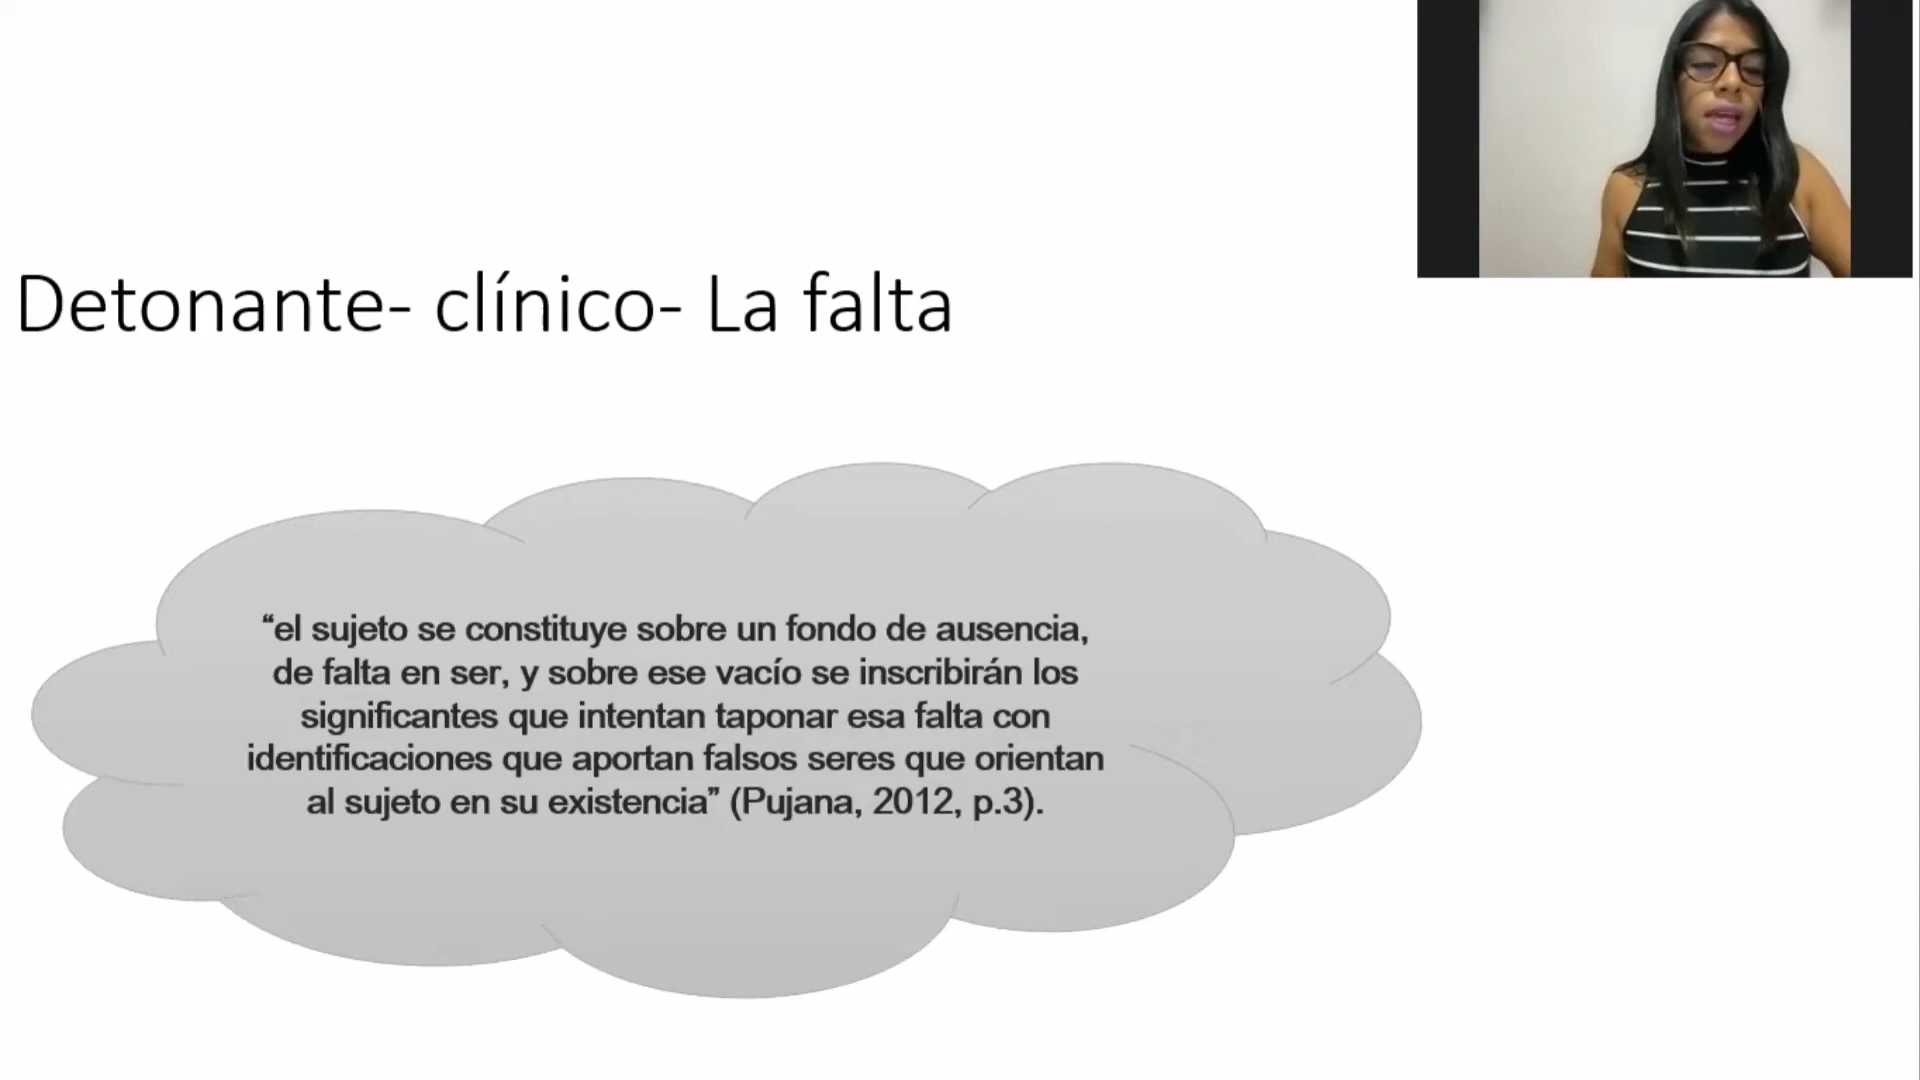 Detonante- clínico- La falta
“el sujeto se constituye sobre un fondo de ausencia,
de falta en ser, y sobre ese vacío se inscribirán los
significantes que intentan taponar esa falta con
identificaciones que aportan falsos seres que orientan
al sujeto en su existencia” (Pujana, 2012, p.3).